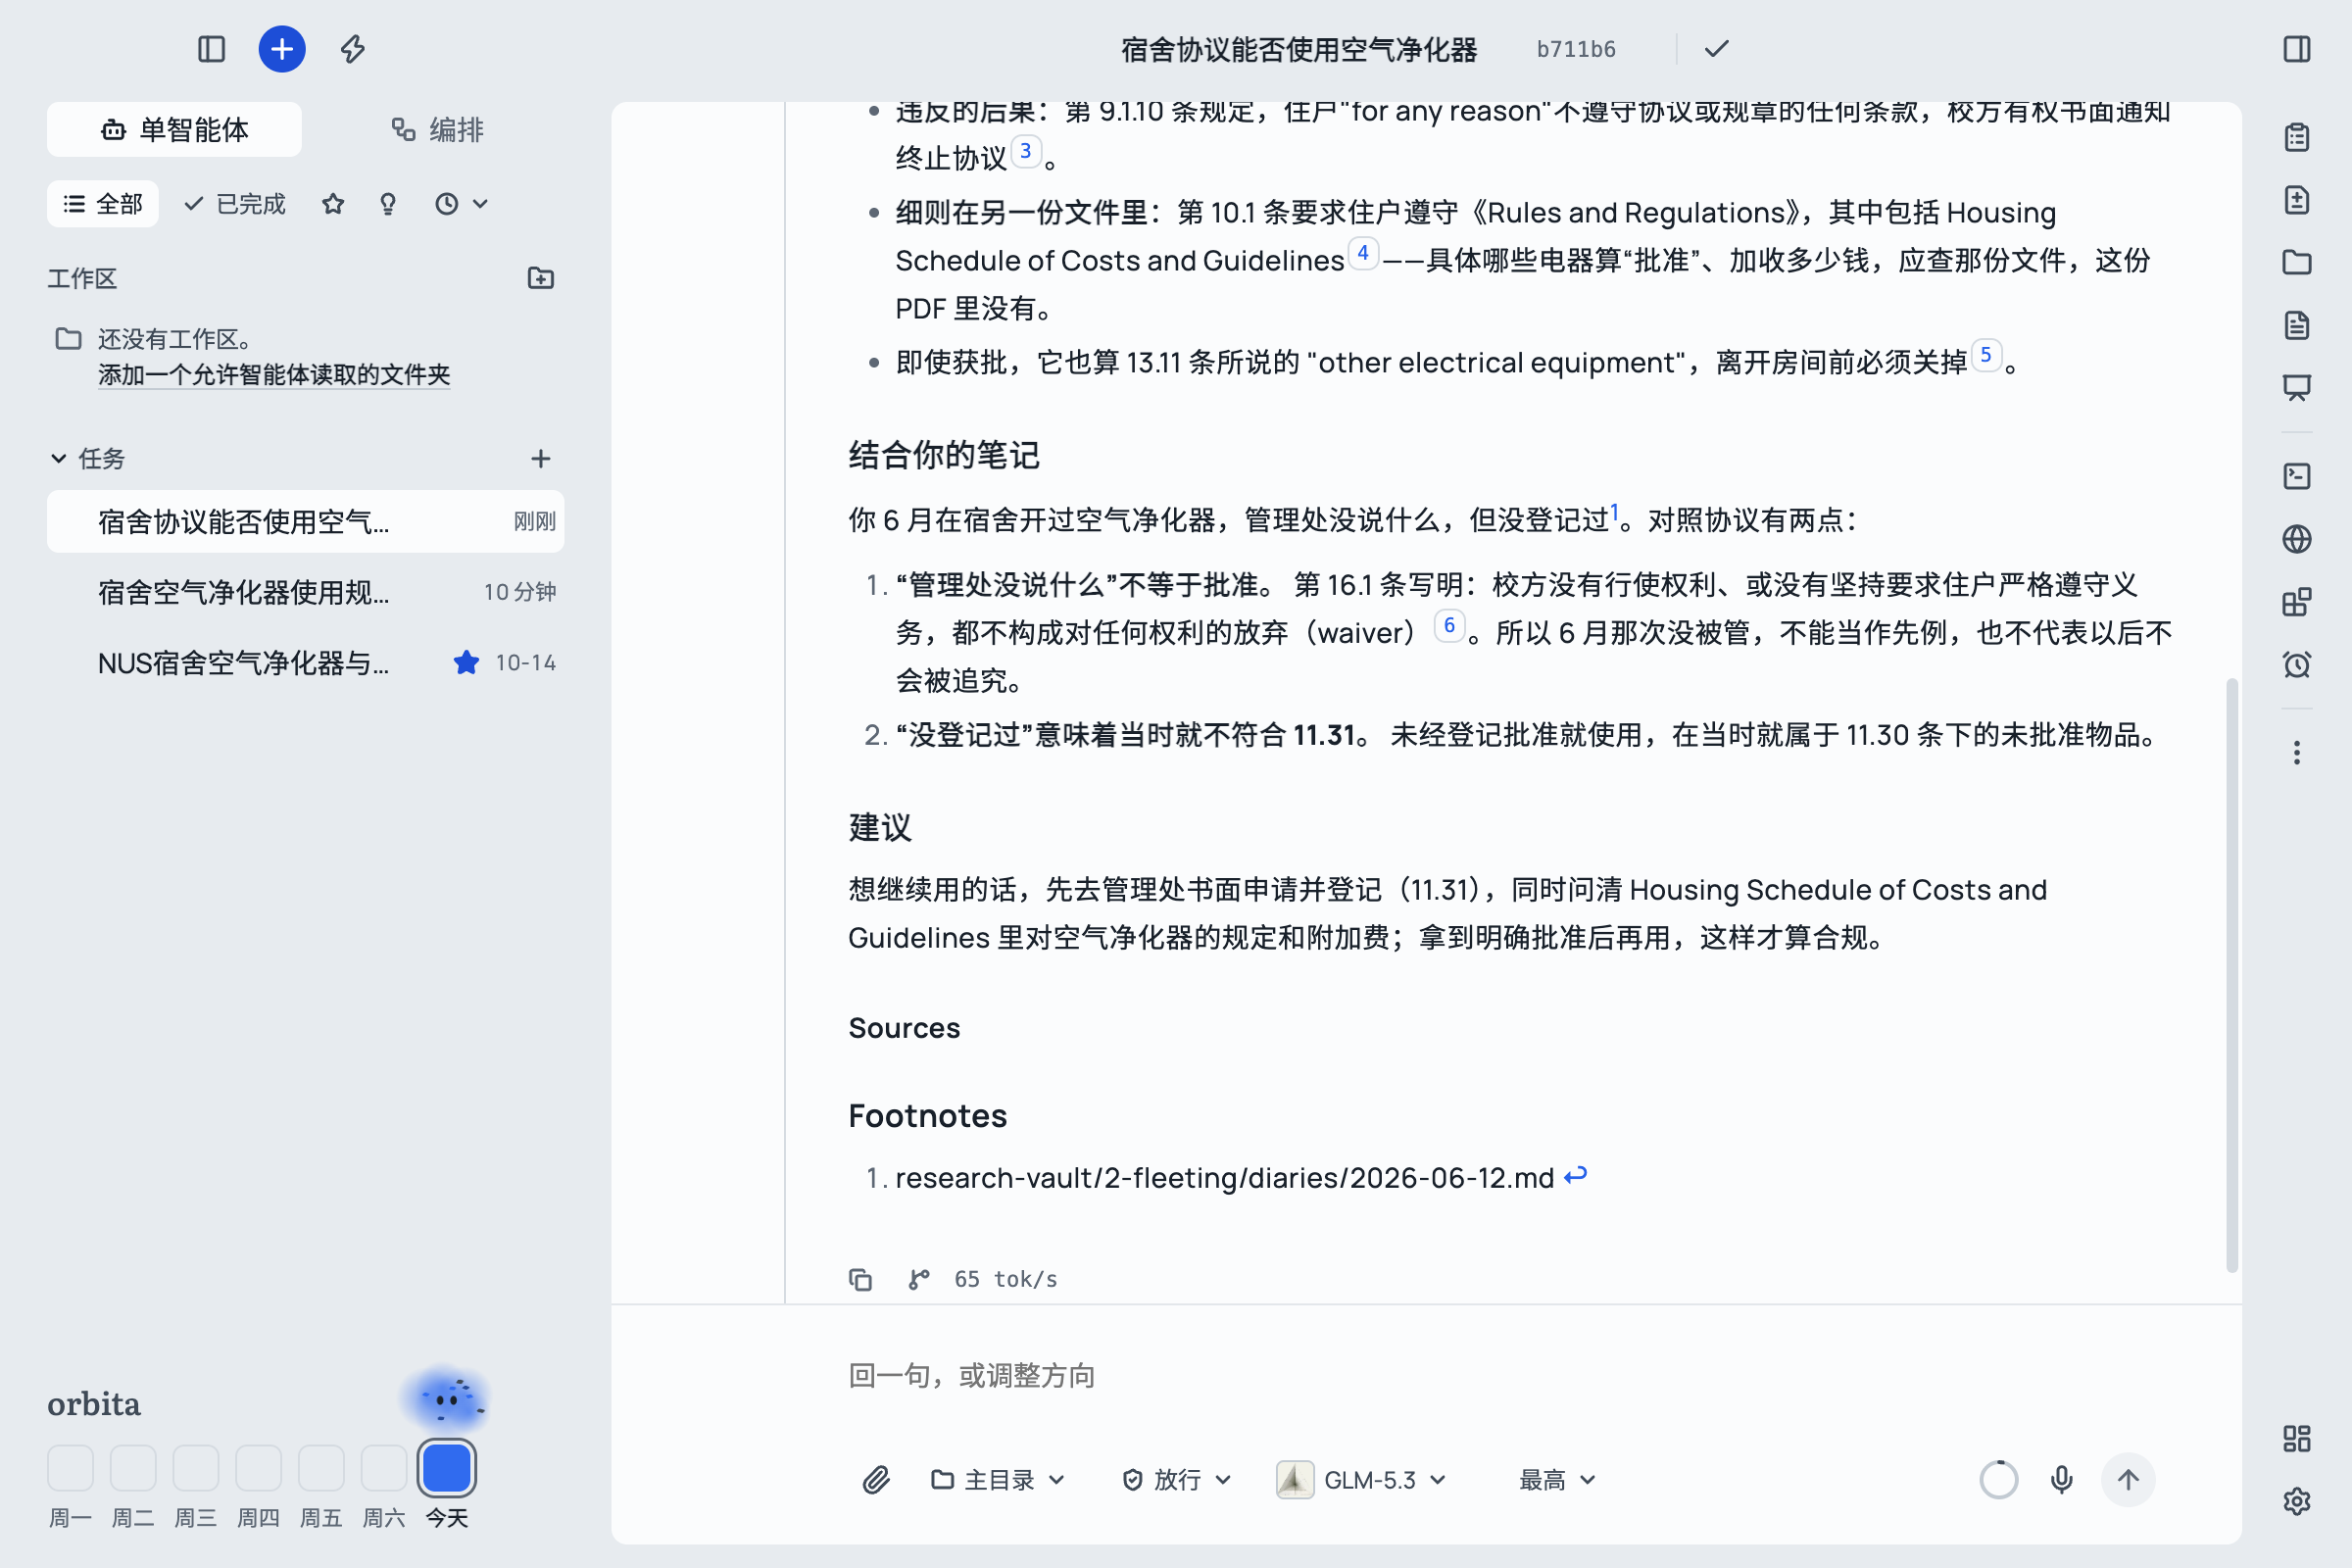 宿舍协议能否使用空气净化器
b711b6
单智能体
编排
全部
已完成
工作区
还没有工作区。
添加一个允许智能体读取的文件夹
任务
宿舍协议能否使用空气... 刚刚
宿舍空气净化器使用规... 10 分钟
NUS宿舍空气净化器与... 10-14
违反的后果：第 9.1.10 条规定，住户"for any reason"不遵守协议或规章的任何条款，校方有权书面通知
终止协议 3 。
细则在另一份文件里：第 10.1 条要求住户遵守《Rules and Regulations》，其中包括 Housing
Schedule of Costs and Guidelines 4 ——具体哪些电器算“批准”、加收多少钱，应查那份文件，这份
PDF 里没有。
即使获批，它也算 13.11 条所说的 "other electrical equipment"，离开房间前必须关掉 5 。
结合你的笔记
你 6 月在宿舍开过空气净化器，管理处没说什么，但没登记过1。对照协议有两点：
1. “管理处没说什么”不等于批准。 第 16.1 条写明：校方没有行使权利、或没有坚持要求住户严格遵守义
务，都不构成对任何权利的放弃（waiver） 6 。所以 6 月那次没被管，不能当作先例，也不代表以后不
会被追究。
2. “没登记过”意味着当时就不符合 11.31。 未经登记批准就使用，在当时就属于 11.30 条下的未批准物品。
建议
想继续用的话，先去管理处书面申请并登记（11.31），同时问清 Housing Schedule of Costs and
Guidelines 里对空气净化器的规定和附加费；拿到明确批准后再用，这样才算合规。
Sources
Footnotes
1. research-vault/2-fleeting/diaries/2026-06-12.md
65 tok/s
回一句，或调整方向
主目录
放行
GLM-5.3
最高
orbita
周一 周二 周三 周四 周五 周六 今天